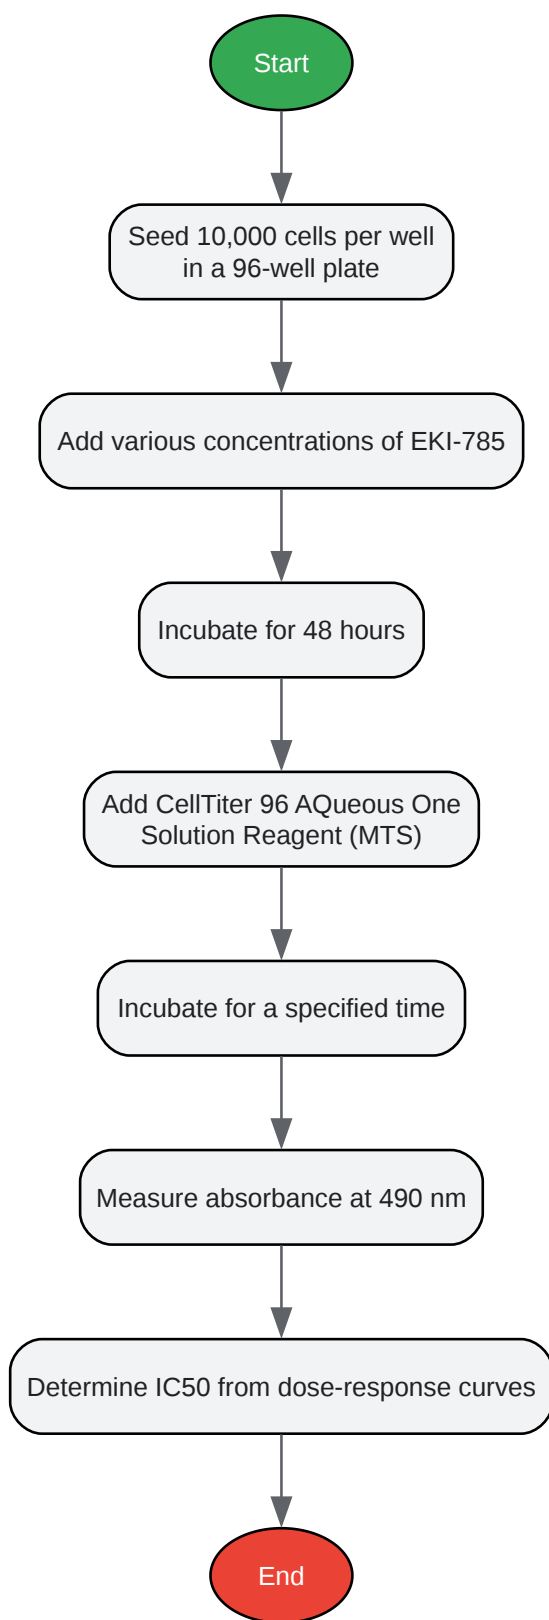 Start
Seed 10,000 cells per well
in a 96-well plate
Add various concentrations of EKI-785
Incubate for 48 hours
Add CellTiter 96 AQueous One
Solution Reagent (MTS)
Incubate for a specified time
Measure absorbance at 490 nm
Determine IC50 from dose-response curves
End